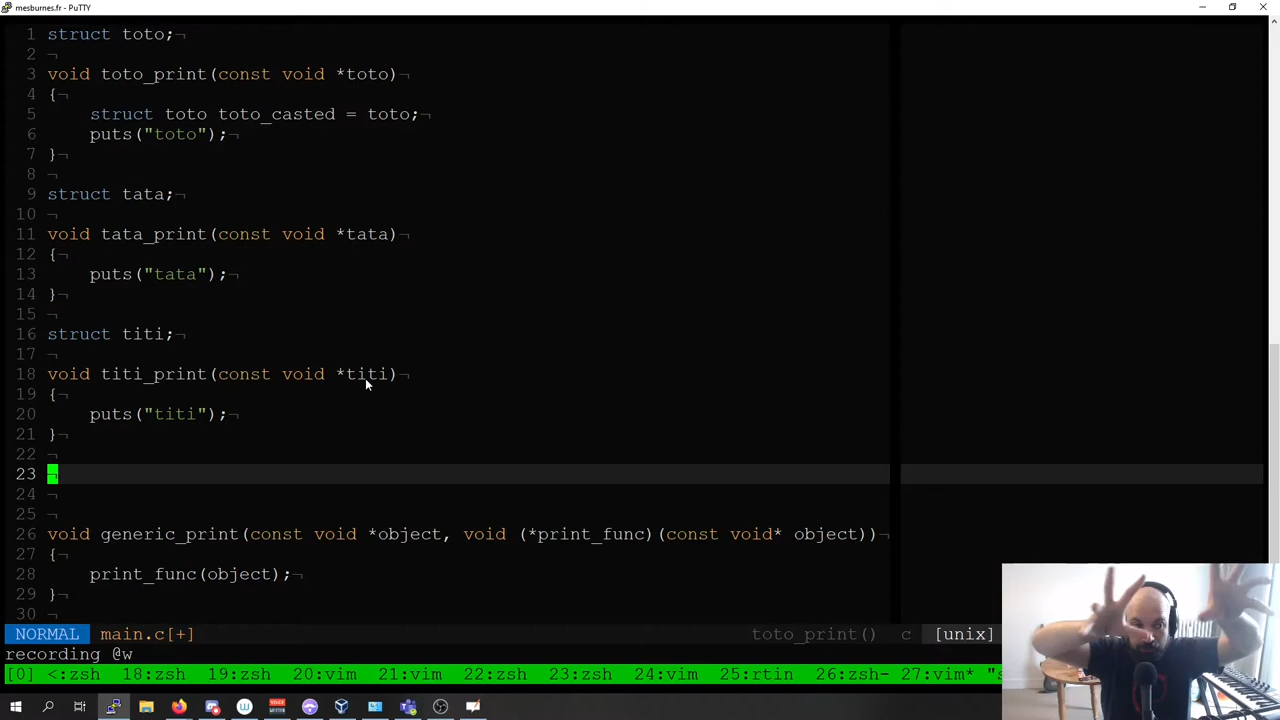 mesburnes.fr - PuTTY
1 struct toto;¬
2 ¬
3 void toto_print(const void *toto)¬
4 {¬
5     struct toto toto_casted = toto;¬
6     puts("toto");¬
7 }¬
8 ¬
9 struct tata;¬
10 ¬
11 void tata_print(const void *tata)¬
12 {¬
13     puts("tata");¬
14 }¬
15 ¬
16 struct titi;¬
17 ¬
18 void titi_print(const void *titi)¬
19 {¬
20     puts("titi");¬
21 }¬
22 ¬
23 ¬
24 ¬
25 ¬
26 void generic_print(const void *object, void (*print_func)(const void* object))¬
27 {¬
28     print_func(object);¬
29 }¬
30 ¬
NORMAL main.c[+] toto_print() c [unix]
recording @w
[0] <:zsh 18:zsh 19:zsh 20:vim 21:vim 22:zsh 23:zsh 24:zsh 25:rtin 26:zsh- 27:vim* "s